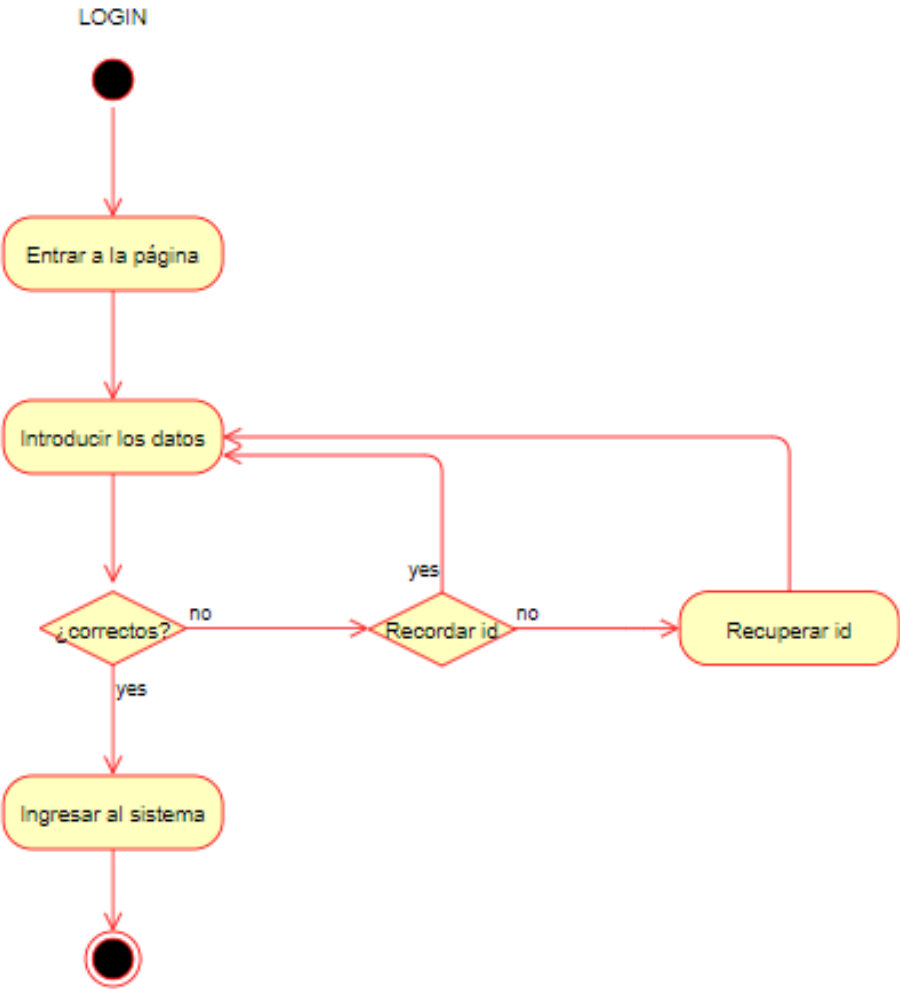 LOGIN
Entrar a la página
Introducir los datos
yes
no
no
¿correctos?
Recordar id
Recuperar id
yes
Ingresar al sistema